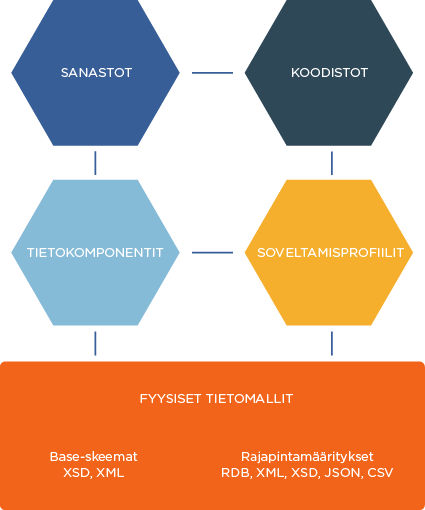 SANASTOT
KOODISTOT
TIETOKOMPONENTIT
SOVELTAMISPROFIILIT
FYYSISET TIETOMALLIT
Base-skeemat
XSD, XML
Rajapintamääritykset
RDB, XML, XSD, JSON, CSV